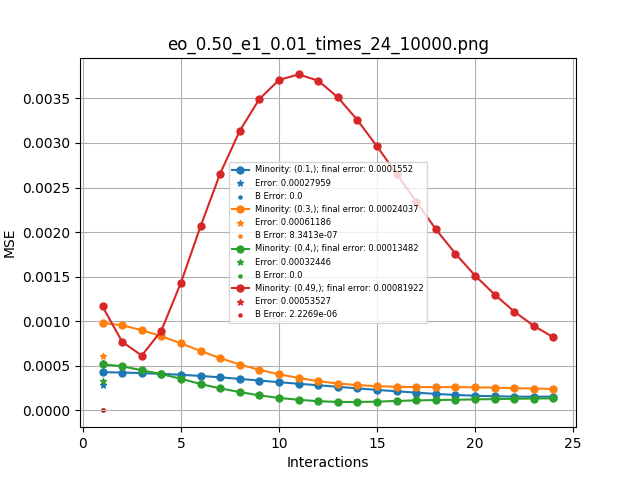 eo_0.50_e1_0.01_times_24_10000.png
0.0035
0.0030
0.0025
0.0020
0.0015
0.0010
0.0005
0.0000
MSE
Minority: (0.1,); final error: 0.0001552
Error: 0.00027959
B Error: 0.0
Minority: (0.3,); final error: 0.00024037
Error: 0.00061186
B Error: 8.3413e-07
Minority: (0.4,); final error: 0.00013482
Error: 0.00032446
B Error: 0.0
Minority: (0.49,); final error: 0.00081922
Error: 0.00053527
B Error: 2.2269e-06
0 5 10 15 20 25
Interactions